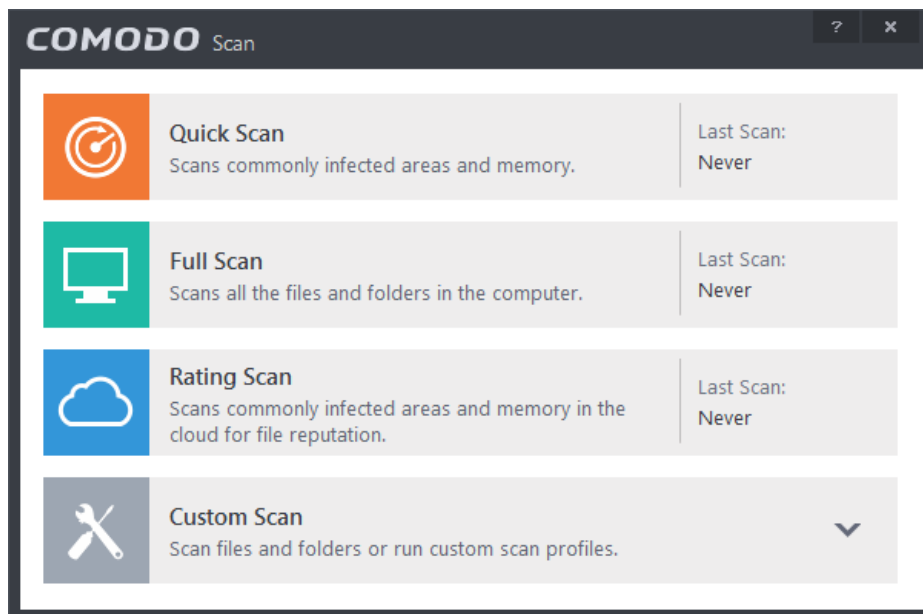 COMODO Scan
?
Quick Scan
Scans commonly infected areas and memory.
Last Scan:
Never
Full Scan
Scans all the files and folders in the computer.
Last Scan:
Never
Rating Scan
Scans commonly infected areas and memory in the
cloud for file reputation.
Last Scan:
Never
Custom Scan
Scan files and folders or run custom scan profiles.